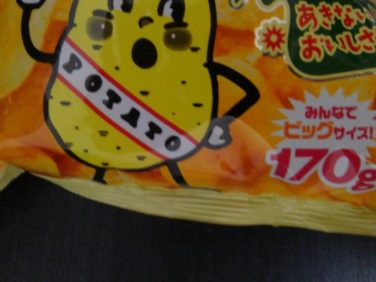 あきない
おいしさ
POTATO
みんなで
ビッグサイズ!!
170g